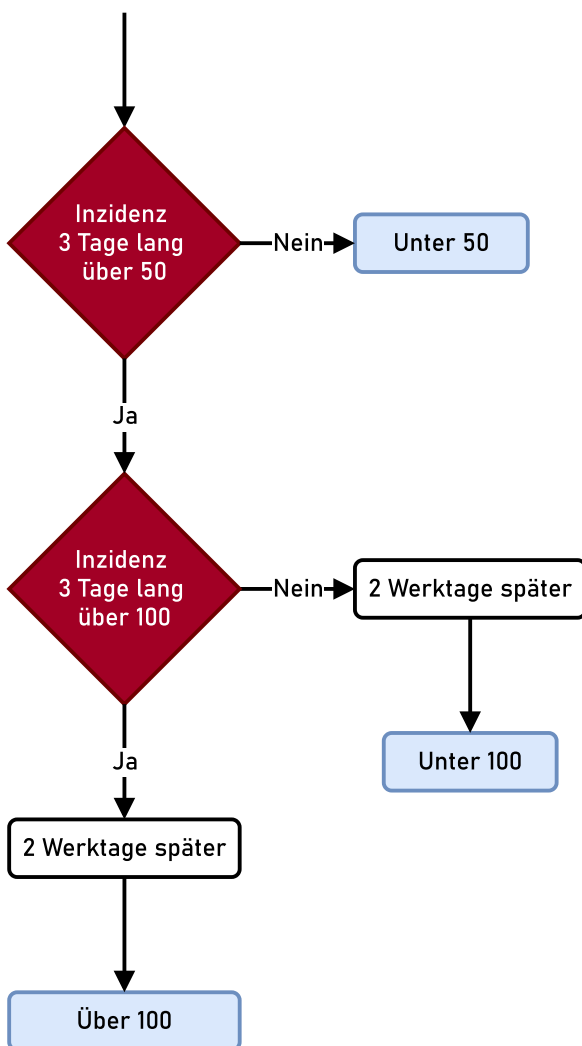 Inzidenz
3 Tage lang
über 50
Nein
Unter 50
Ja
Inzidenz
3 Tage lang
über 100
Nein
2 Werktage später
Unter 100
Ja
2 Werktage später
Über 100